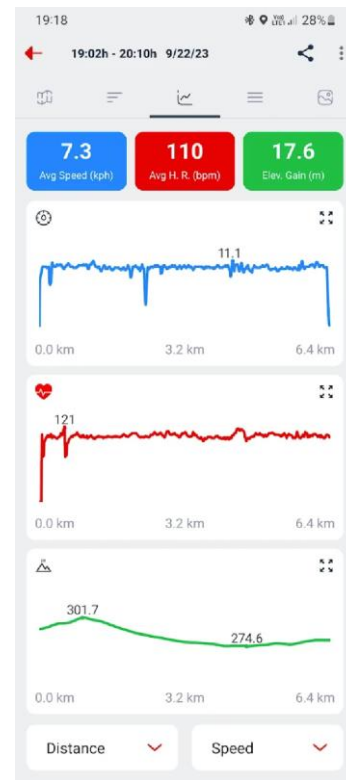 19:18
28%
19:02h - 20:10h 9/22/23
7.3 110 17.6
Avg Speed (kph) Avg H. R. (bpm) Elev. Gain (m)
11.1
0.0 km 3.2 km 6.4 km
121
0.0 km 3.2 km 6.4 km
301.7
274.6
0.0 km 3.2 km 6.4 km
Distance Speed